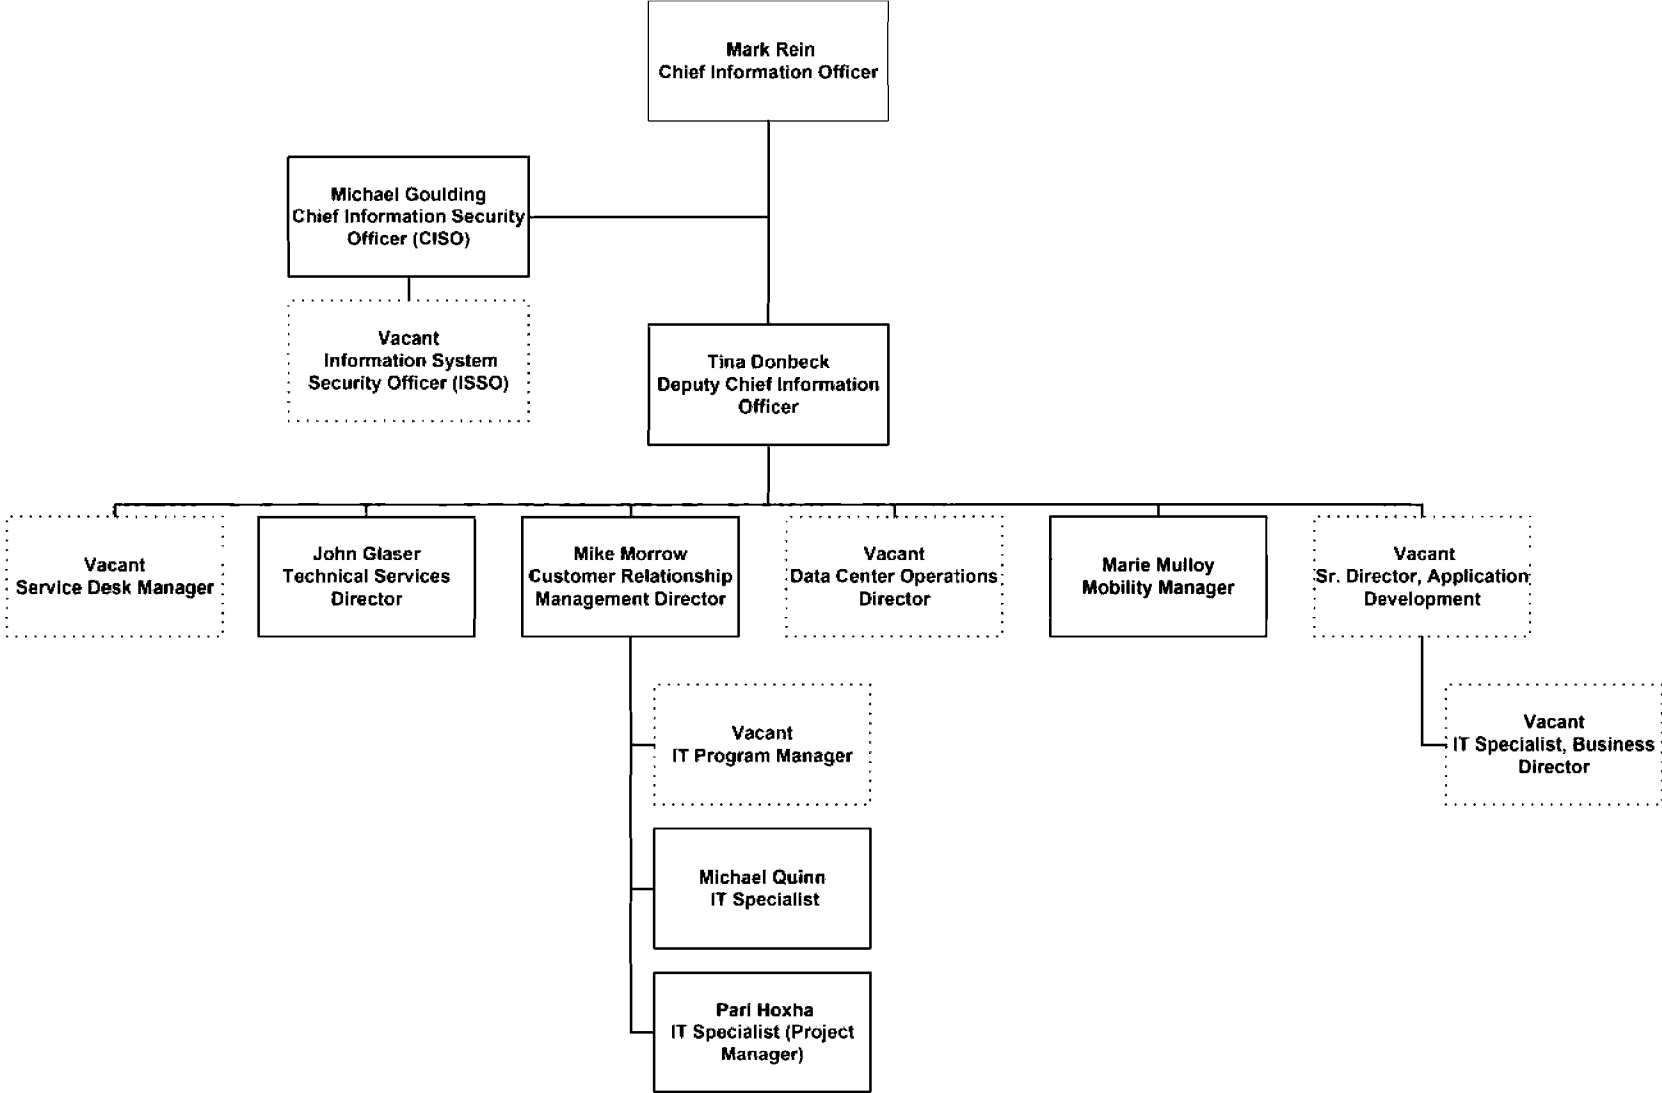 Mark Rein
Chief Information Officer
Michael Goulding
Chief Information Security
Officer (CISO)
Vacant
Information System
Security Officer (ISSO)
Tina Donbeck
Deputy Chief Information
Officer
Vacant
Service Desk Manager
John Glaser
Technical Services
Director
Mike Morrow
Customer Relationship
Management Director
Vacant
Data Center Operations
Director
Marie Mulloy
Mobility Manager
Vacant
Sr. Director, Application
Development
Vacant
IT Program Manager
Vacant
IT Specialist, Business
Director
Michael Quinn
IT Specialist
Parl Hoxha
IT Specialist (Project
Manager)